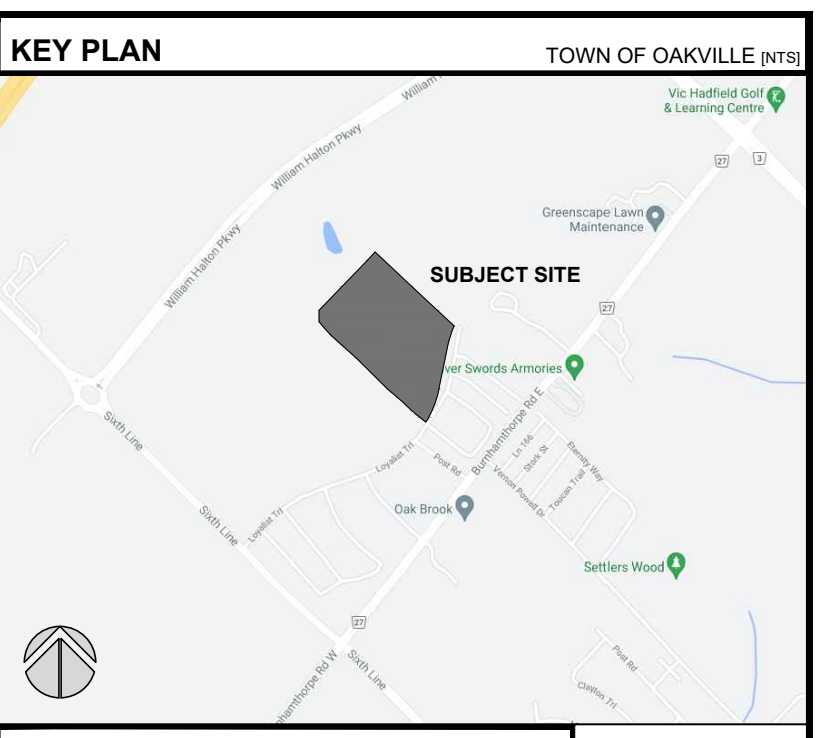 KEY PLAN
TOWN OF OAKVILLE [NTS]
William
Vic Hadfield Golf
& Learning Centre
William Halton Pkwy
27
3
Greenscape Lawn
Maintenance
William Halton Pkwy
SUBJECT SITE
27
ver Swords Armories
Burnhamthorpe Rd E
Sixth Line
Loyalist Trl
Post Rd
Ln 166
Stork St
Eternity Way
Toucan Trail
Vernon Powell Dr
Oak Brook
Sixth Line
Loyalist Trl
Settlers Wood
27
Sixth Line
Post Rd
Clayton Trl
nhamthorpe Rd W